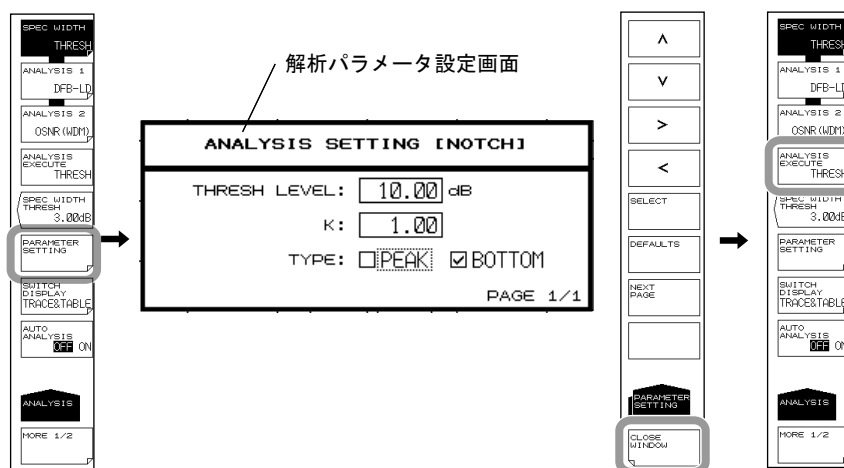 SPEC WIDTH
THRESH
ANALYSIS 1
DFB-LD
ANALYSIS 2
OSNR(WDM)
ANALYSIS
EXECUTE
THRESH
SPEC WIDTH
THRESH
3.00dB
PARAMETER
SETTING
SWITCH
DISPLAY
TRACE&TABLE
AUTO
ANALYSIS
OFF ON
ANALYSIS
MORE 1/2
解析パラメータ設定画面
ANALYSIS SETTING [NOTCH]
THRESH LEVEL: 10.00 dB
K: 1.00
TYPE: PEAK BOTTOM
PAGE 1/1
∧
∨
>
<
SELECT
DEFAULTS
NEXT
PAGE
PARAMETER
SETTING
CLOSE
WINDOW
SPEC WIDTH
THRESH
ANALYSIS 1
DFB-LD
ANALYSIS 2
OSNR(WDM)
ANALYSIS
EXECUTE
THRESH
SPEC WIDTH
THRESH
3.00dB
PARAMETER
SETTING
SWITCH
DISPLAY
TRACE&TABLE
AUTO
ANALYSIS
OFF ON
ANALYSIS
MORE 1/2